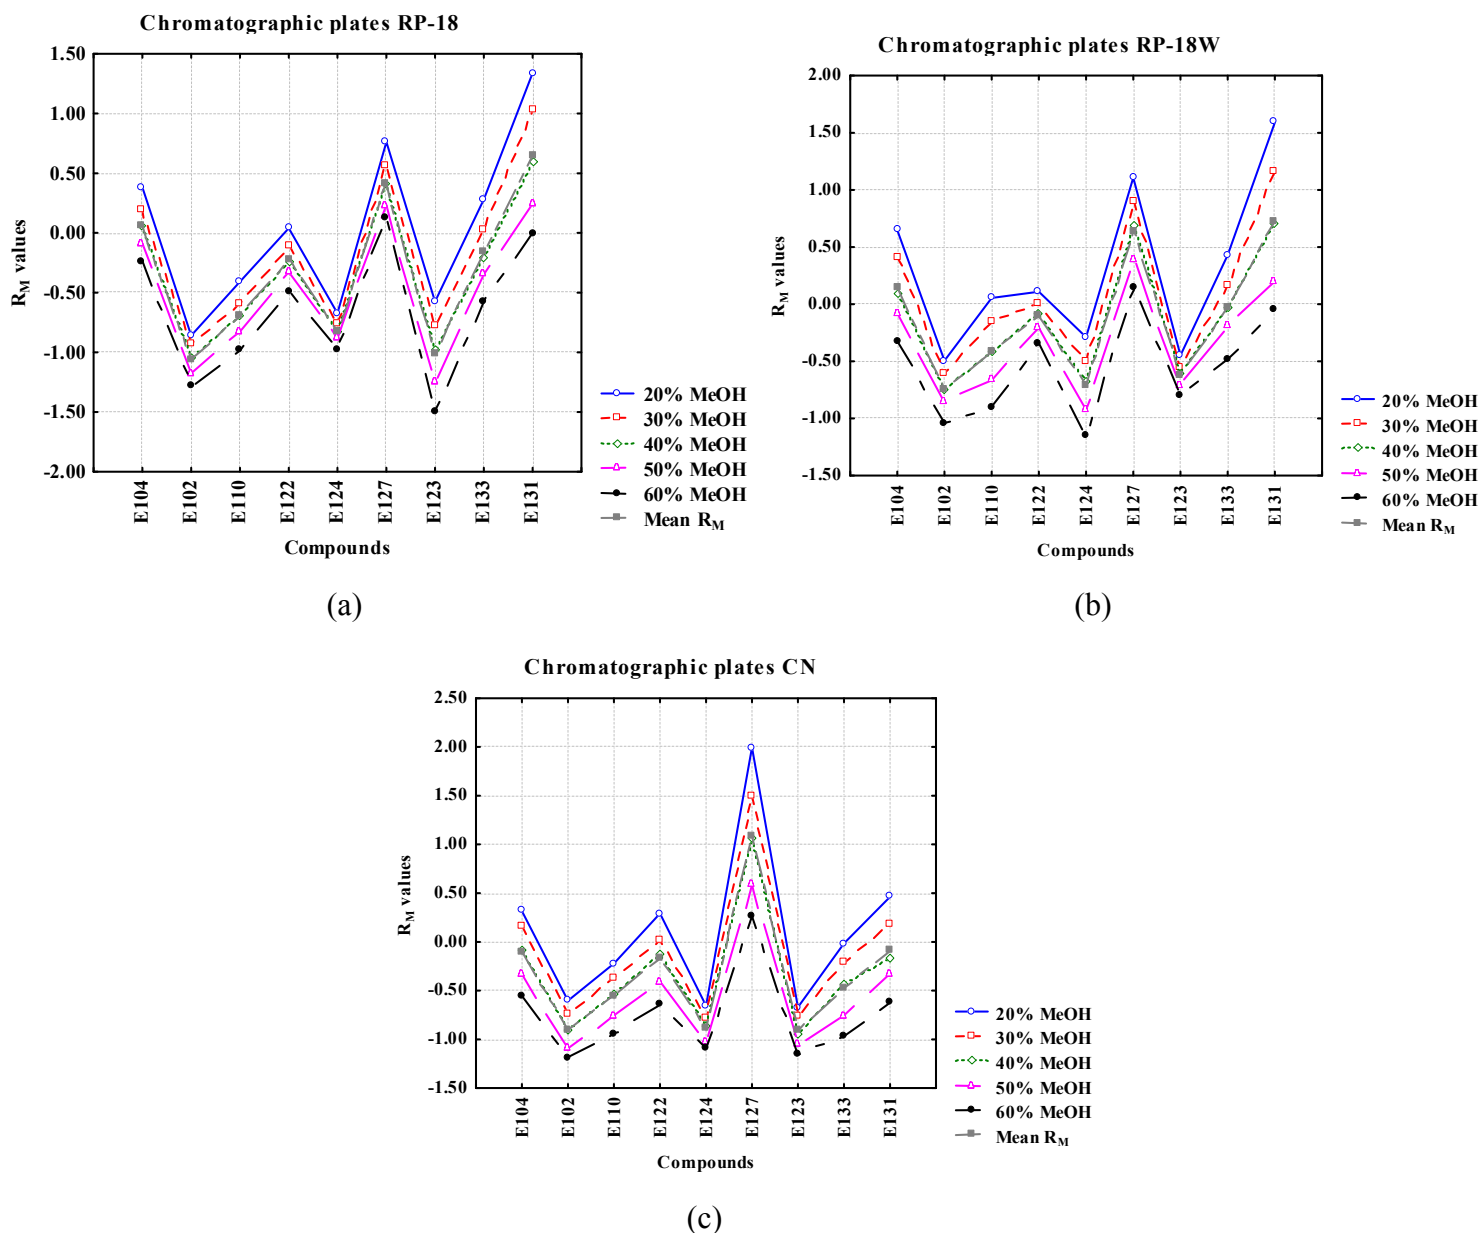 Chromatographic plates RP-18
1.50
1.00
0.50
0.00
-0.50
-1.00
-1.50
-2.00
R_M values
E104
E102
E110
E122
E124
E127
E123
E133
E131
Compounds
20% MeOH
30% MeOH
40% MeOH
50% MeOH
60% MeOH
Mean R_M
(a)
Chromatographic plates RP-18W
2.00
1.50
1.00
0.50
0.00
-0.50
-1.00
-1.50
R_M values
E104
E102
E110
E122
E124
E127
E123
E133
E131
Compounds
20% MeOH
30% MeOH
40% MeOH
50% MeOH
60% MeOH
Mean R_M
(b)
Chromatographic plates CN
2.50
2.00
1.50
1.00
0.50
0.00
-0.50
-1.00
-1.50
R_M values
E104
E102
E110
E122
E124
E127
E123
E133
E131
Compounds
20% MeOH
30% MeOH
40% MeOH
50% MeOH
60% MeOH
Mean R_M
(c)